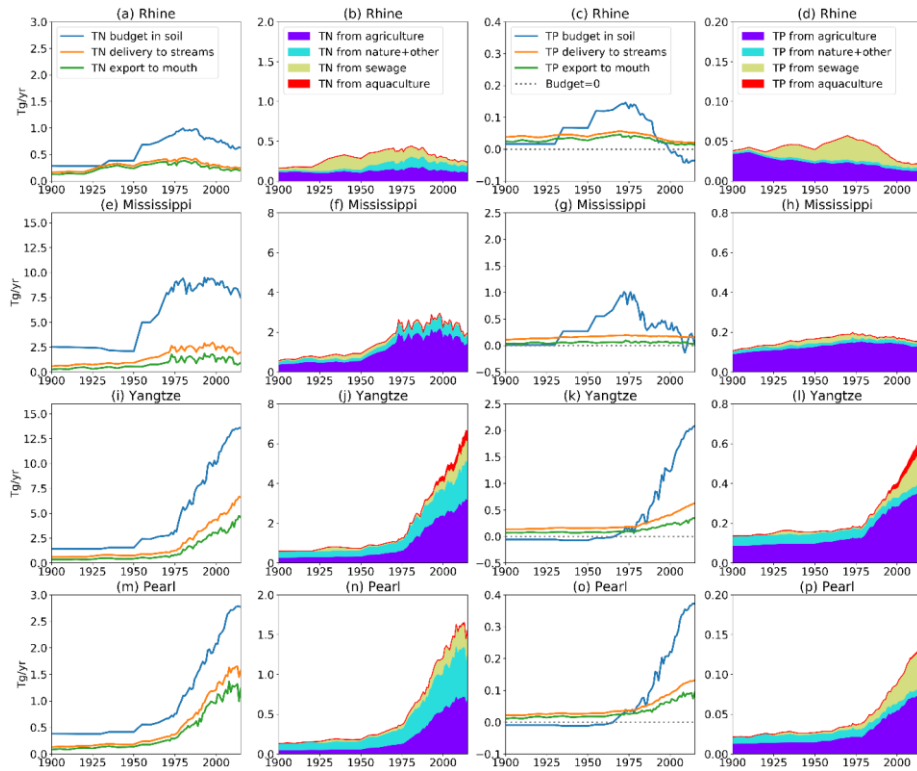 (a) Rhine
(b) Rhine
(c) Rhine
(d) Rhine
3.0
2.5
2.0
1.5
1.0
0.5
0.0
Tg/yr
TN budget in soil
TN delivery to streams
TN export to mouth
1900 1925 1950 1975 2000
2.0
1.5
1.0
0.5
0.0
TN from agriculture
TN from nature+other
TN from sewage
TN from aquaculture
1900 1925 1950 1975 2000
0.4
0.3
0.2
0.1
0.0
−0.1
TP budget in soil
TP delivery to streams
TP export to mouth
Budget=0
1900 1925 1950 1975 2000
0.20
0.15
0.10
0.05
0.00
TP from agriculture
TP from nature+other
TP from sewage
TP from aquaculture
1900 1925 1950 1975 2000
(e) Mississippi
(f) Mississippi
(g) Mississippi
(h) Mississippi
15.0
12.5
10.0
7.5
5.0
2.5
0.0
Tg/yr
1900 1925 1950 1975 2000
8
6
4
2
0
1900 1925 1950 1975 2000
2.5
2.0
1.5
1.0
0.5
0.0
−0.5
1900 1925 1950 1975 2000
0.8
0.6
0.4
0.2
0.0
1900 1925 1950 1975 2000
(i) Yangtze
(j) Yangtze
(k) Yangtze
(l) Yangtze
15.0
12.5
10.0
7.5
5.0
2.5
0.0
Tg/yr
1900 1925 1950 1975 2000
8
6
4
2
0
1900 1925 1950 1975 2000
2.5
2.0
1.5
1.0
0.5
0.0
−0.5
1900 1925 1950 1975 2000
0.8
0.6
0.4
0.2
0.0
1900 1925 1950 1975 2000
(m) Pearl
(n) Pearl
(o) Pearl
(p) Pearl
3.0
2.5
2.0
1.5
1.0
0.5
0.0
Tg/yr
1900 1925 1950 1975 2000
2.0
1.5
1.0
0.5
0.0
1900 1925 1950 1975 2000
0.4
0.3
0.2
0.1
0.0
−0.1
1900 1925 1950 1975 2000
0.20
0.15
0.10
0.05
0.00
1900 1925 1950 1975 2000